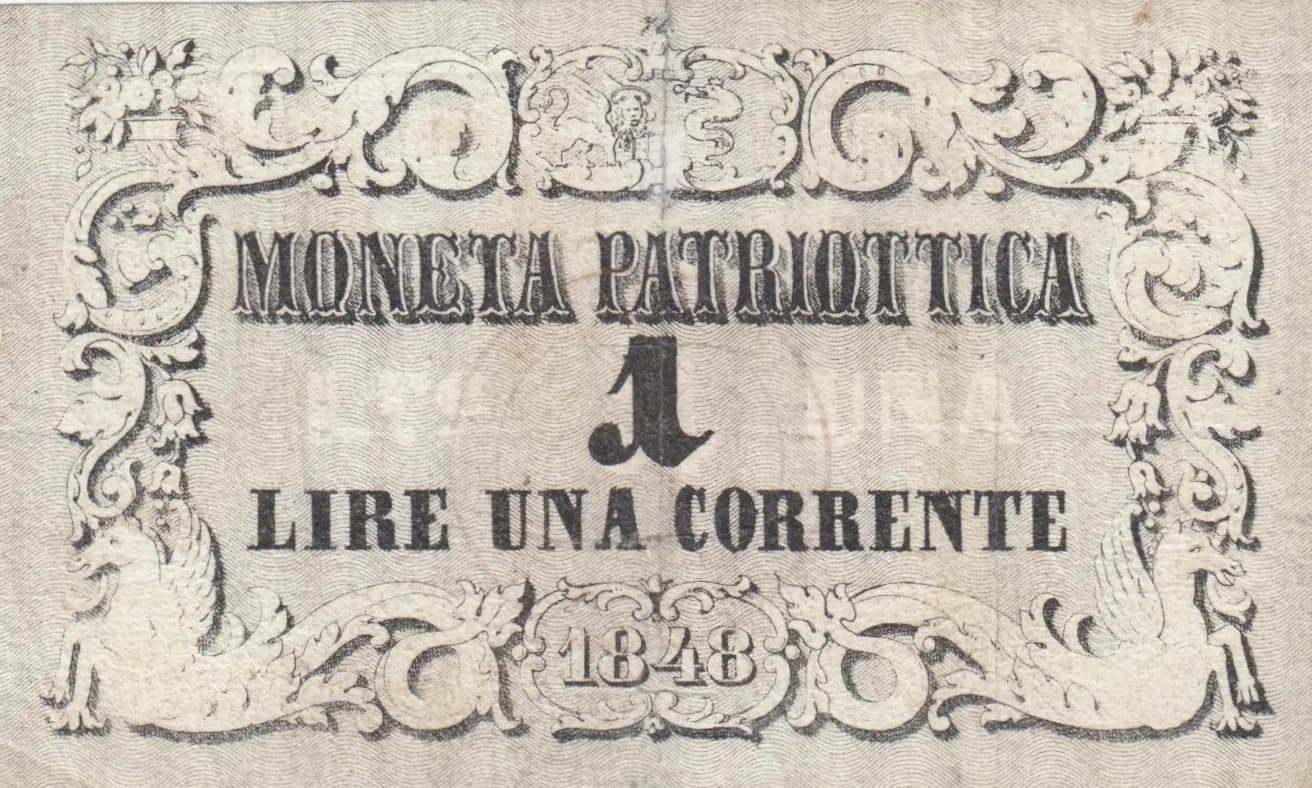 MONETA PATRIOTTICA
1
LIRE UNA CORRENTE
1848